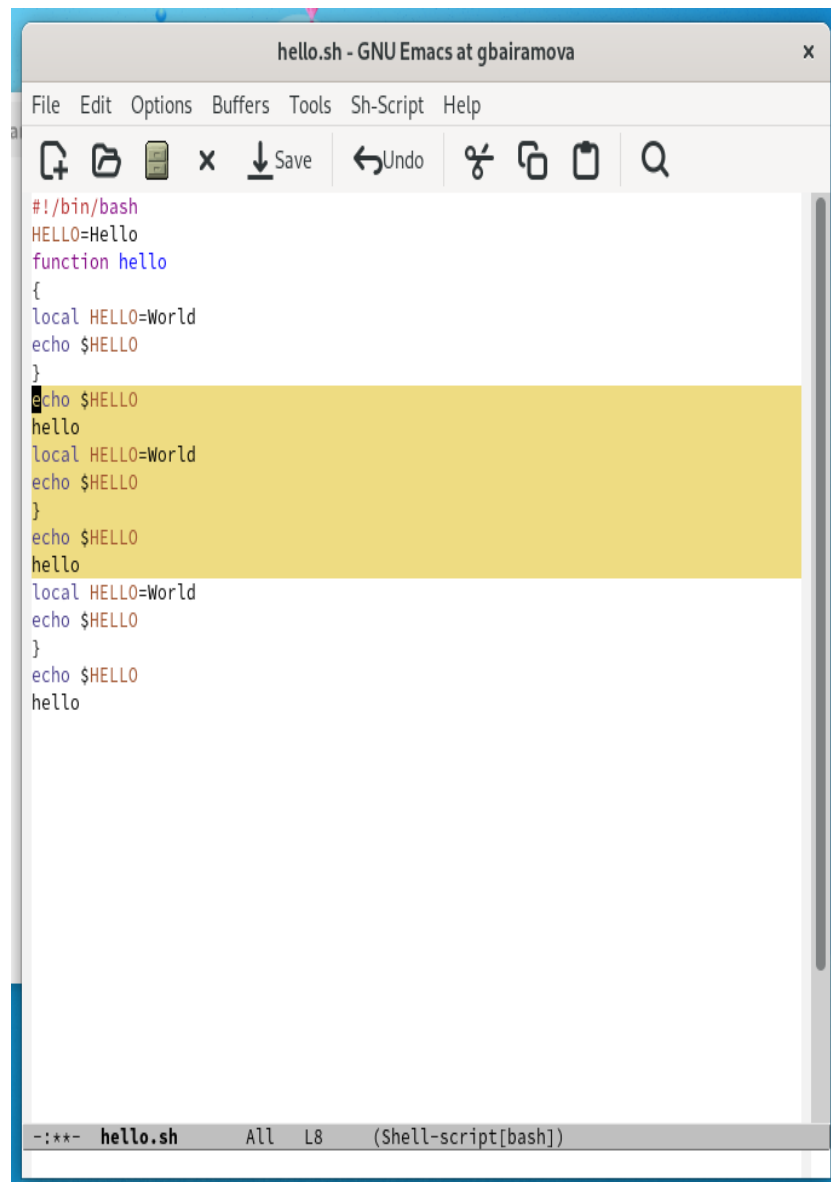 hello.sh - GNU Emacs at gbairamova x
File Edit Options Buffers Tools Sh-Script Help
Save Undo
#!/bin/bash
HELLO=Hello
function hello
{
local HELLO=World
echo $HELLO
}
echo $HELLO
hello
local HELLO=World
echo $HELLO
}
echo $HELLO
hello
local HELLO=World
echo $HELLO
}
echo $HELLO
hello
-:**- hello.sh All L8 (Shell-script[bash])